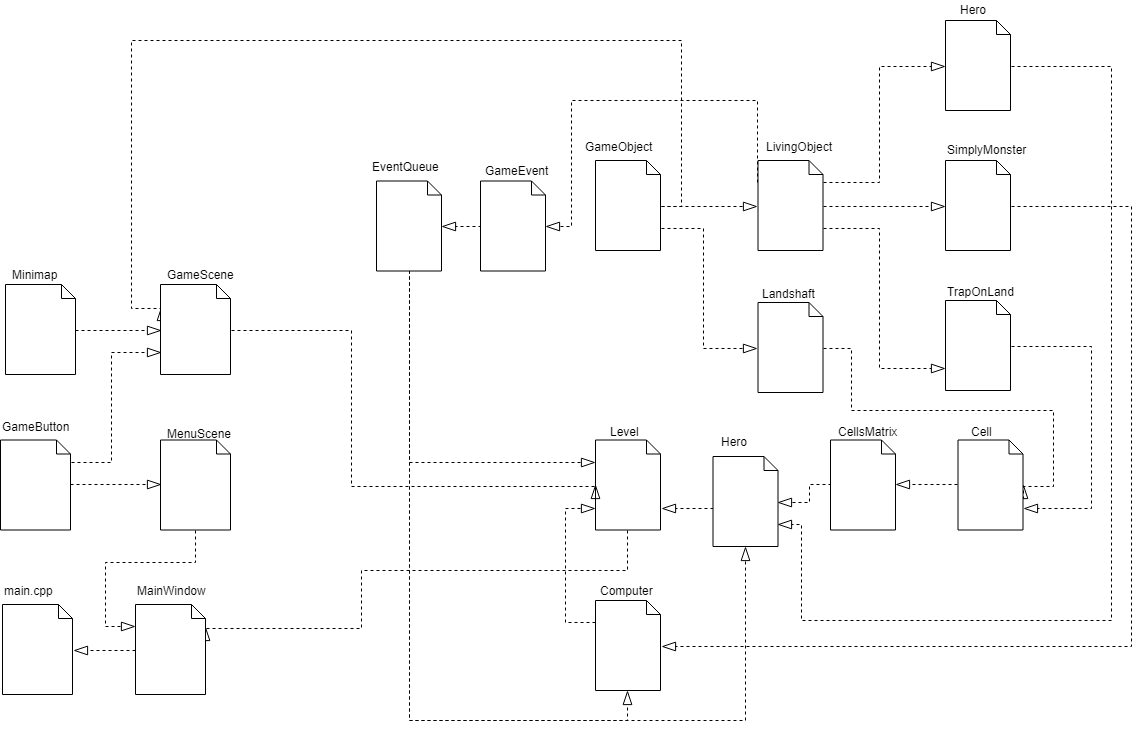 Hero
GameObject
LivingObject
SimplyMonster
EventQueue
GameEvent
Minimap
GameScene
Landshaft
TrapOnLand
GameButton
MenuScene
Level
Hero
CellsMatrix
Cell
main.cpp
MainWindow
Computer